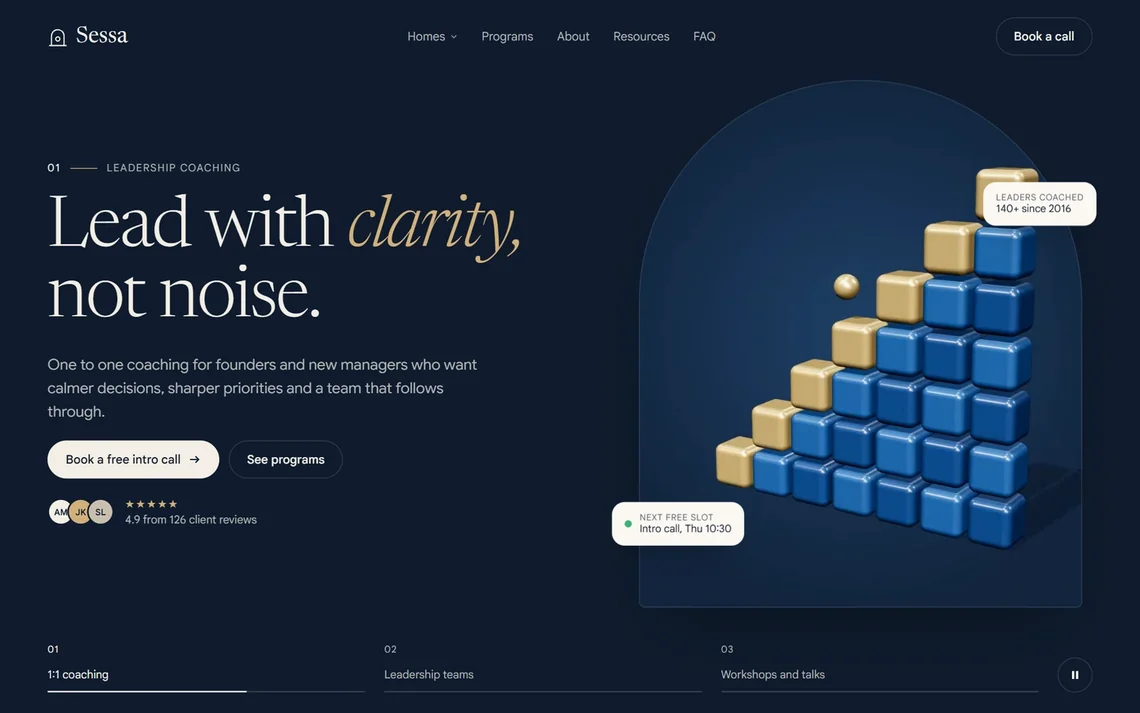 Sessa
Homes
Programs
About
Resources
FAQ
Book a call
01
LEADERSHIP COACHING
Lead with clarity,
not noise.
One to one coaching for founders and new managers who want
calmer decisions, sharper priorities and a team that follows
through.
Book a free intro call →
See programs
AM
JK
SL
★★★★★
4.9 from 126 client reviews
LEADERS COACHED
140+ since 2016
NEXT FREE SLOT
Intro call, Thu 10:30
01
1:1 coaching
02
Leadership teams
03
Workshops and talks